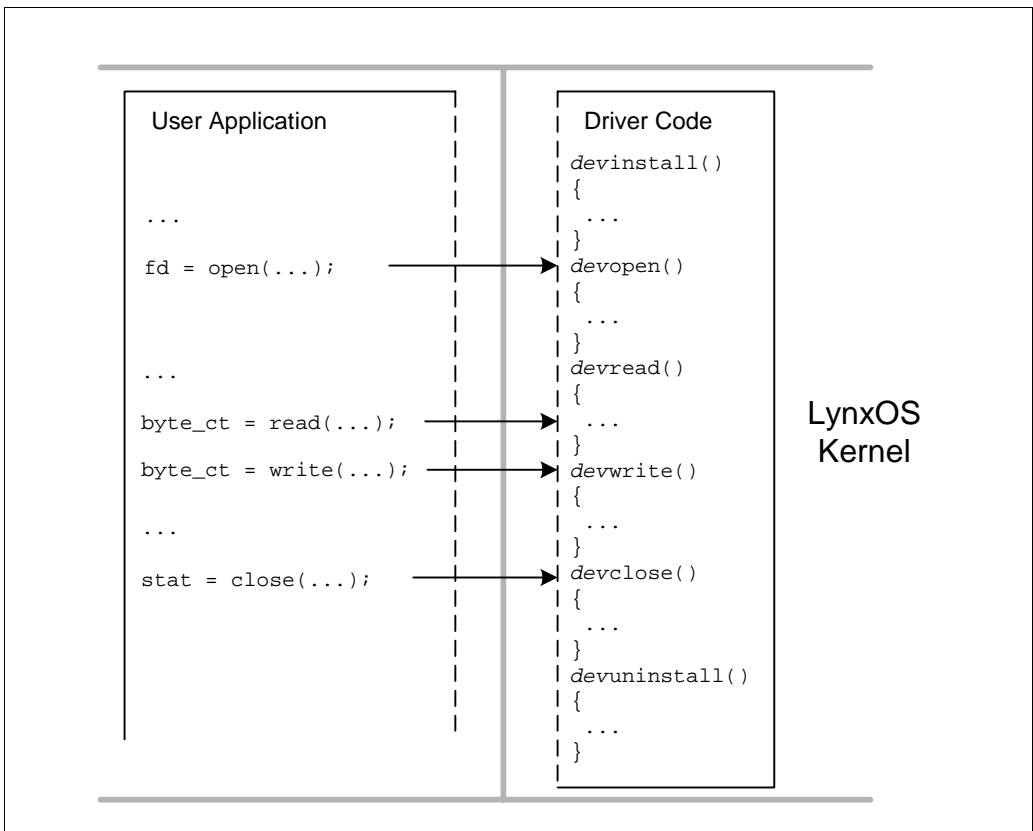 User Application
...
fd = open(...);
...
byte_ct = read(...);
byte_ct = write(...);
...
stat = close(...);
Driver Code
devinstall()
{
...
}
devopen()
{
...
}
devread()
{
...
}
devwrite()
{
...
}
devclose()
{
...
}
devuninstall()
{
...
}
LynxOS
Kernel